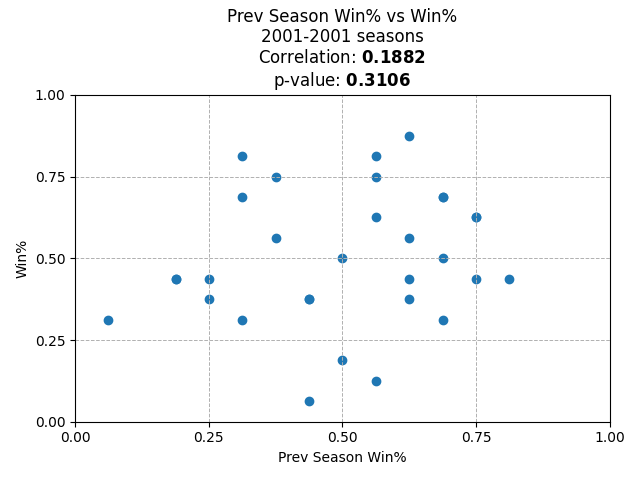 Prev Season Win% vs Win%
2001-2001 seasons
Correlation: 0.1882
p-value: 0.3106
1.00
0.75
0.50
0.25
0.00
Win%
0.00 0.25 0.50 0.75 1.00
Prev Season Win%